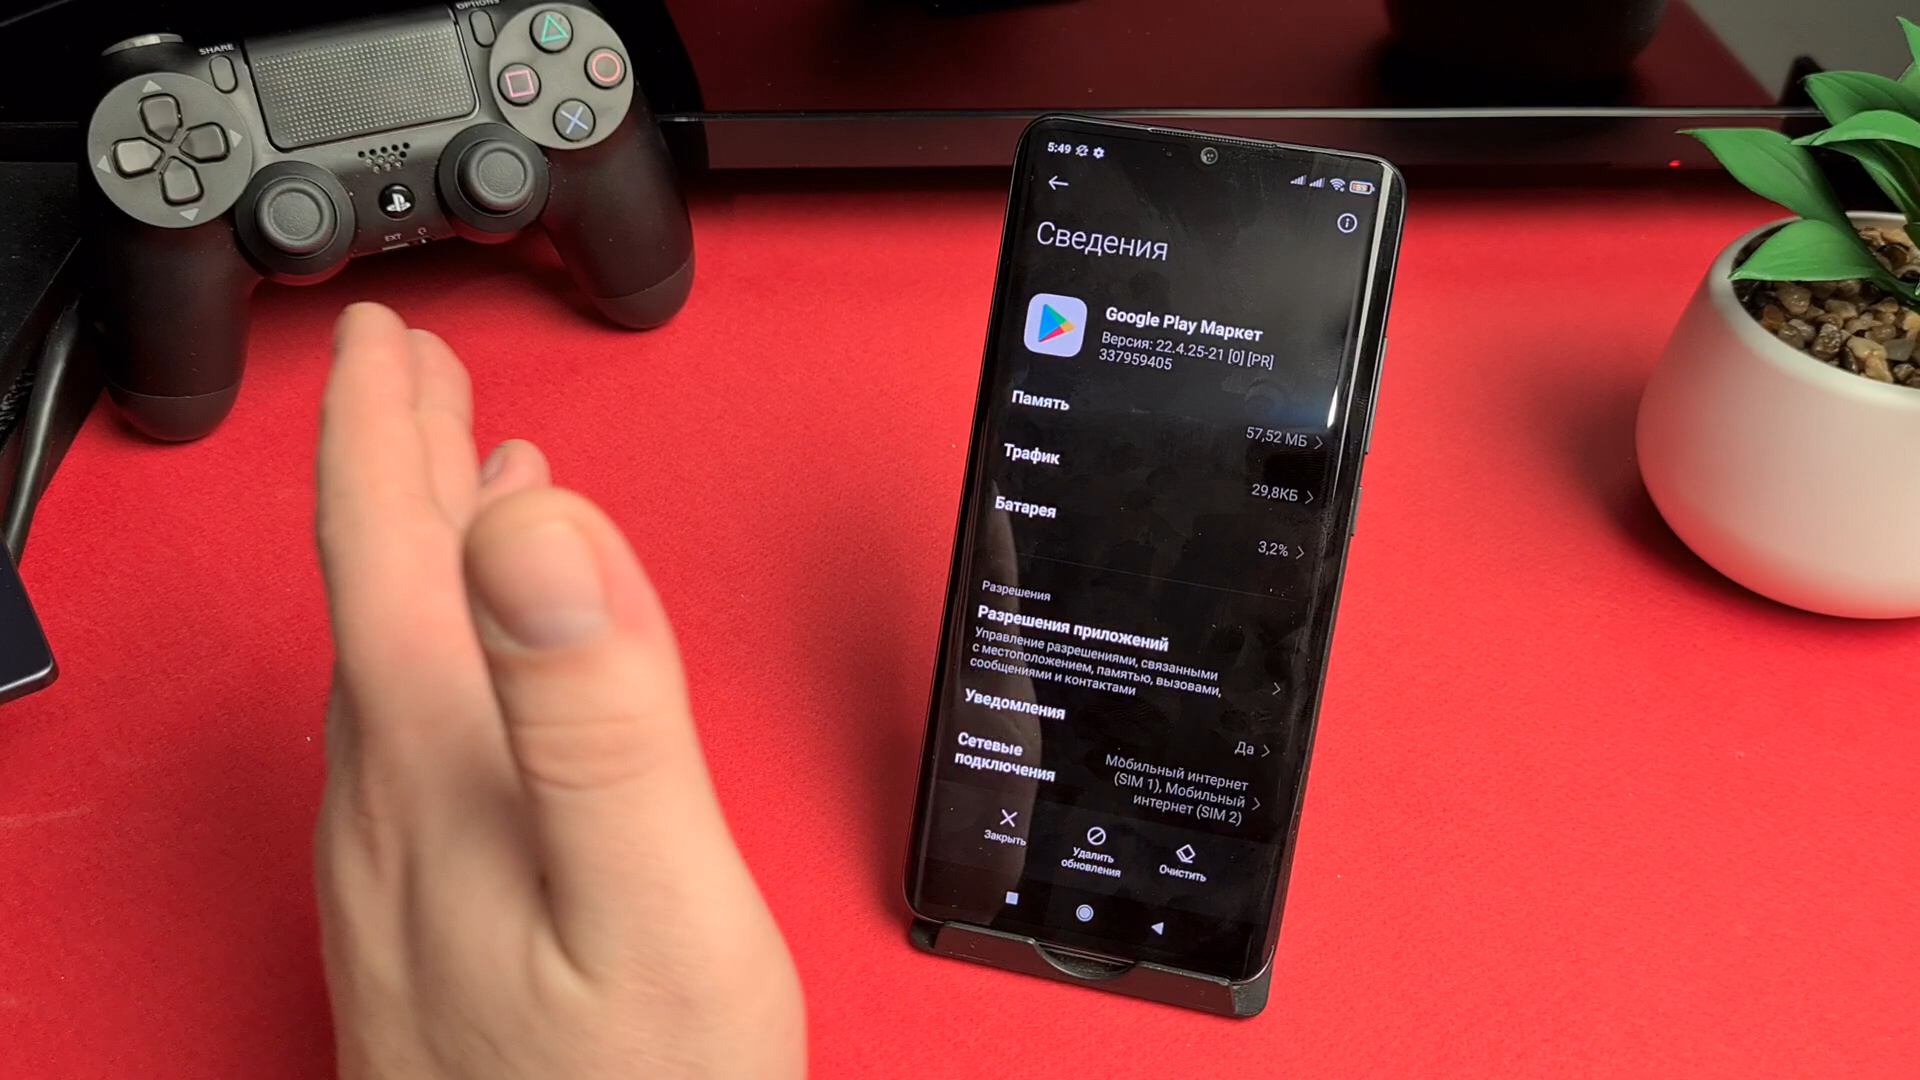 SHARE
OPTIONS
EXT
5:49
Сведения
Google Play Маркет
Версия: 22.4.25-21 [0] [PR]
337959405
Память
57,52 МБ
Трафик
29,8КБ
Батарея
3,2%
Разрешения
Разрешения приложений
Управление разрешениями, связанными
с местоположением, памятью, вызовами,
сообщениями и контактами
Уведомления
Да
Сетевые
подключения
Мобильный интернет
(SIM 1), Мобильный
интернет (SIM 2)
Закрыть
Удалить
обновления
Очистить